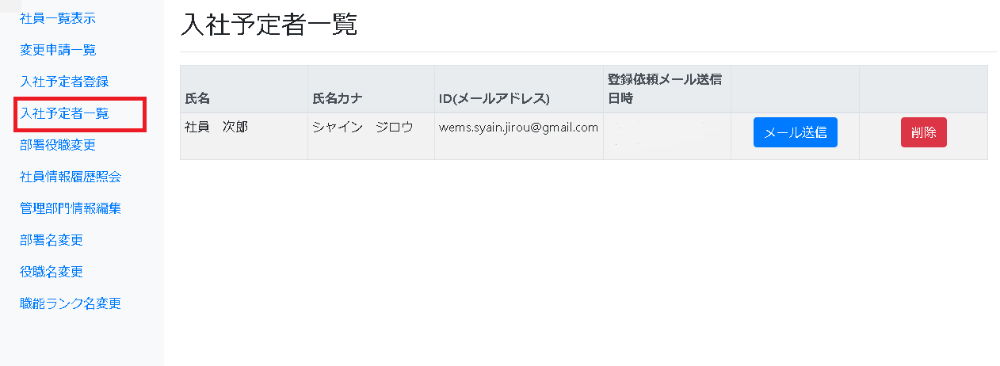 社員一覧表示
変更申請一覧
入社予定者登録
入社予定者一覧
部署役職変更
社員情報履歴照会
管理部門情報編集
部署名変更
役職名変更
職能ランク名変更
入社予定者一覧
氏名 氏名カナ ID(メールアドレス) 登録依頼メール送信
日時
社員　次郎 シャイン　ジロウ wems.syain.jirou@gmail.com メール送信 削除